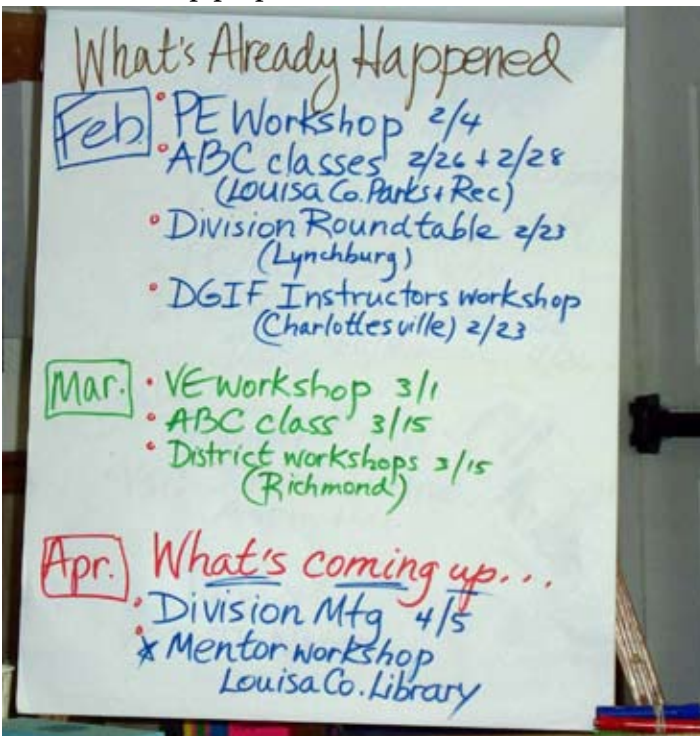 What's Already Happened
Feb. • PE Workshop 2/4
• ABC classes 2/26 + 2/28
(Louisa Co. Parks + Rec)
• Division Roundtable 2/23
(Lynchburg)
• DGIF Instructors workshop
(Charlottesville) 2/23
Mar. • VE workshop 3/1
• ABC class 3/15
• District workshops 3/15
(Richmond)
Apr. What's coming up...
• Division Mtg 4/5
* Mentor workshop
Louisa Co. Library